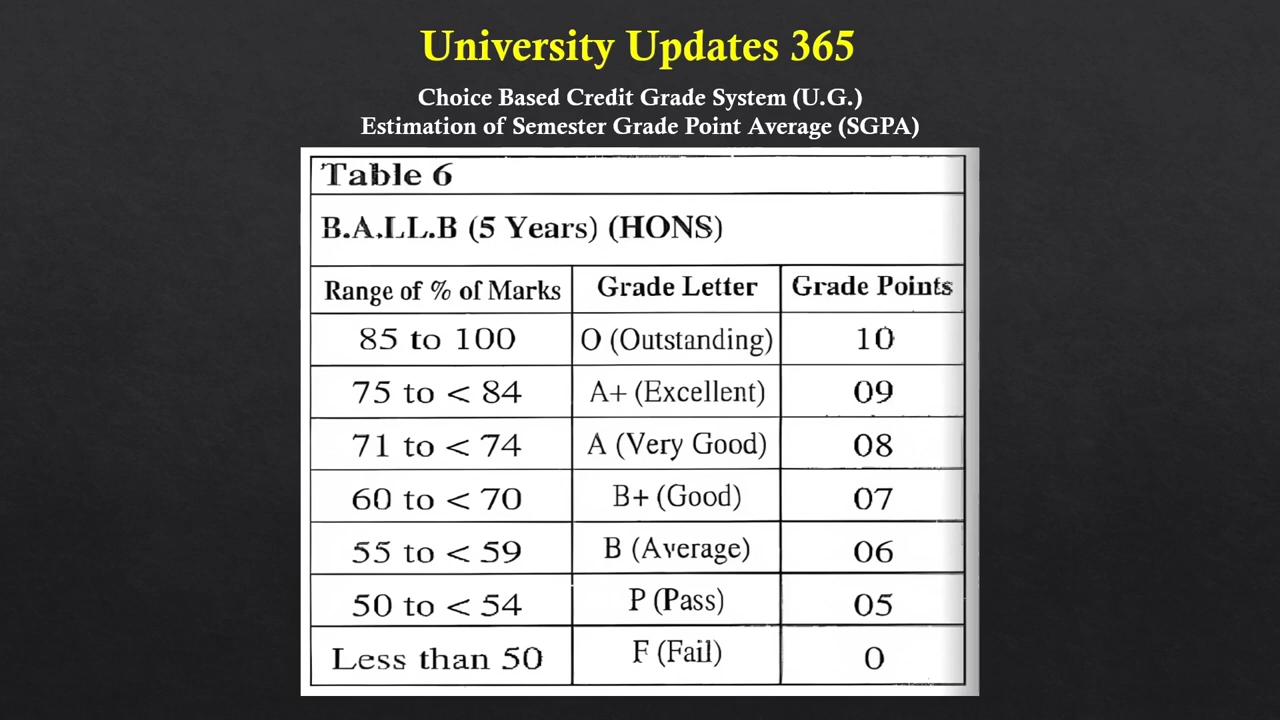 University Updates 365
Choice Based Credit Grade System (U.G.)
Estimation of Semester Grade Point Average (SGPA)
Table 6
B.A.LL.B (5 Years) (HONS)
Range of % of Marks Grade Letter Grade Points
85 to 100 O (Outstanding) 10
75 to < 84 A+ (Excellent) 09
71 to < 74 A (Very Good) 08
60 to < 70 B+ (Good) 07
55 to < 59 B (Average) 06
50 to < 54 P (Pass) 05
Less than 50 F (Fail) 0